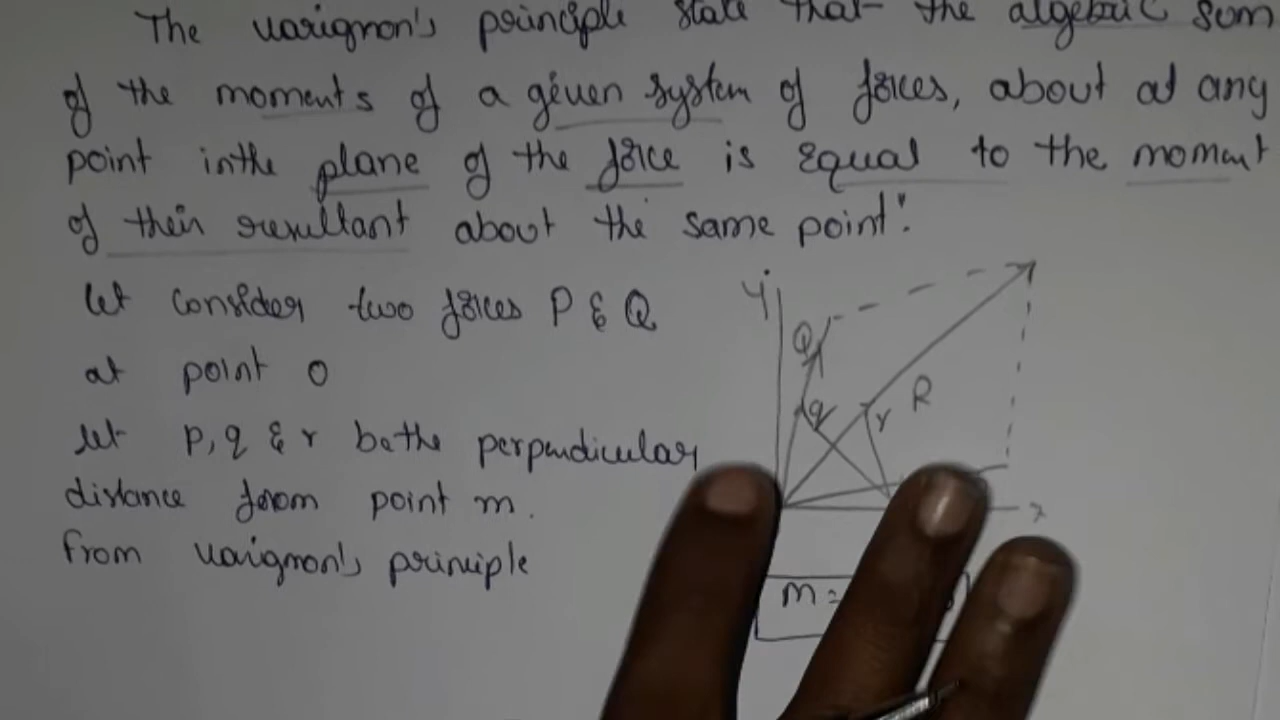 The varignon's principle state that the algebraic sum
of the moments of a given system of forces, about at any
point inthe plane of the force is equal to the moment
of their resultant about the same point"
let consider two forces P & Q
at point O
let p, q & r be the perpendicular
distance from point m.
From varignon's principle
y
Q
q
R
r
x
m =